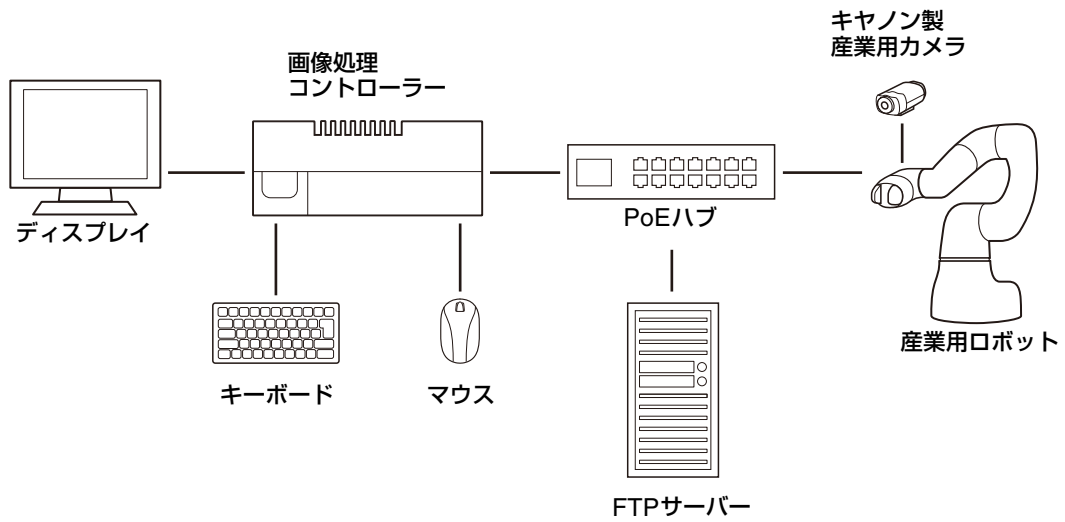 キヤノン製
産業用カメラ
画像処理
コントローラー
ディスプレイ
PoEハブ
産業用ロボット
キーボード
マウス
FTPサーバー